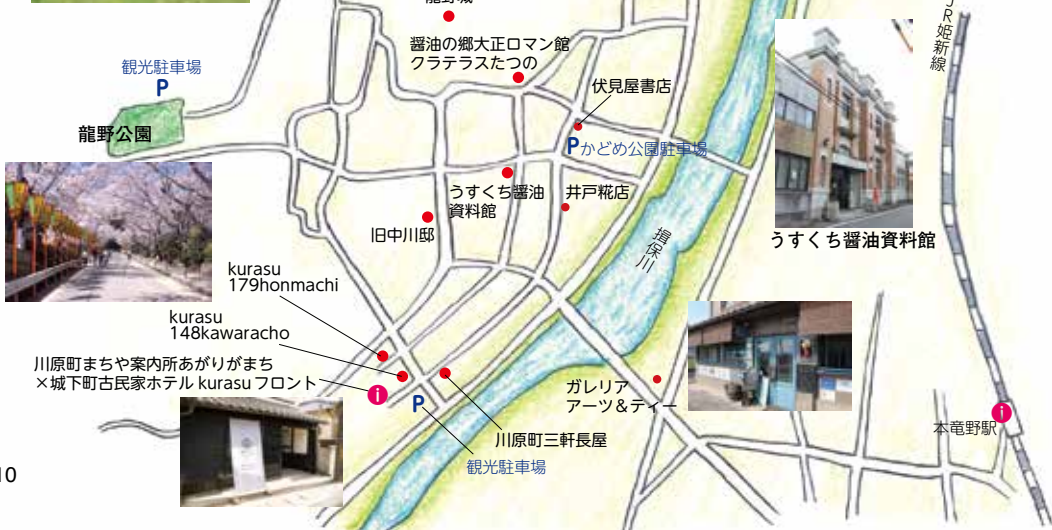 観光駐車場
P
龍野公園
醤油の郷大正ロマン館
クラテラスたつの
伏見屋書店
Pかどめ公園駐車場
JR姫新線
うすくち醤油
資料館
井戸糀店
旧中川邸
揖保川
うすくち醤油資料館
kurasu
179honmachi
kurasu
148kawaracho
川原町まちや案内所あがりがまち
×城下町古民家ホテル kurasu フロント
i
P
川原町三軒長屋
観光駐車場
ガレリア
アーツ&ティー
i
本竜野駅
10